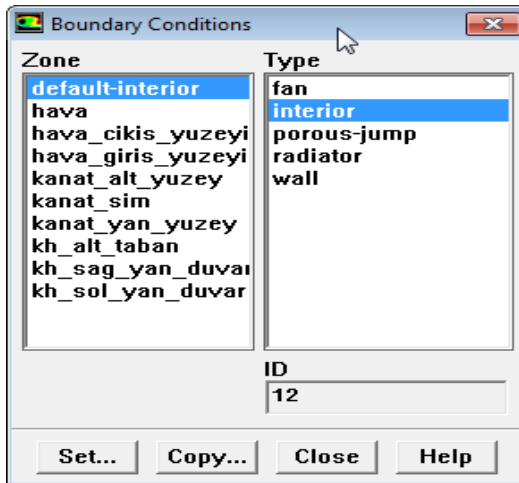 Boundary Conditions
Zone
default-interior
hava
hava_cikis_yuzeyi
hava_giris_yuzeyi
kanat_alt_yuzey
kanat_sim
kanat_yan_yuzey
kh_alt_taban
kh_sag_yan_duvar
kh_sol_yan_duvar
Type
fan
interior
porous-jump
radiator
wall
ID
12
Set...
Copy...
Close
Help